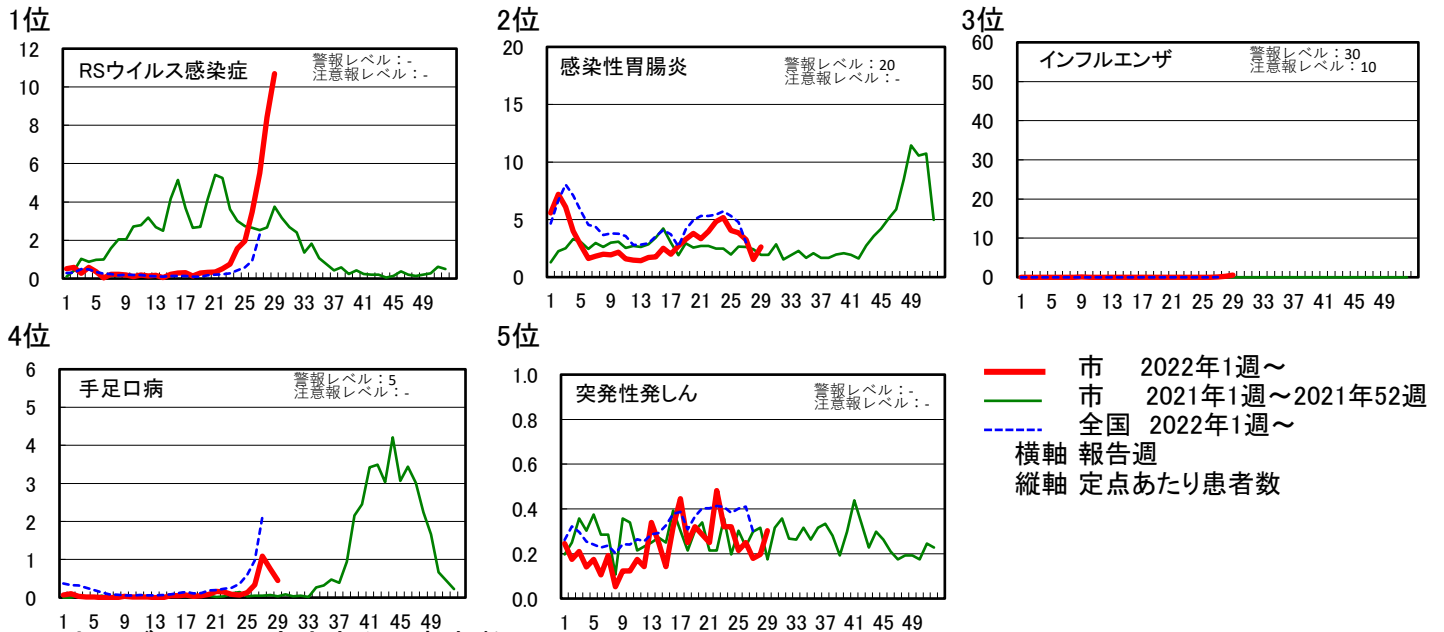 1位
RSウイルス感染症
警報レベル：-
注意報レベル：-
12
10
8
6
4
2
0
1 5 9 13 17 21 25 29 33 37 41 45 49
2位
感染性胃腸炎
警報レベル：20
注意報レベル：-
20
15
10
5
0
1 5 9 13 17 21 25 29 33 37 41 45 49
3位
インフルエンザ
警報レベル：30
注意報レベル：10
60
50
40
30
20
10
0
1 5 9 13 17 21 25 29 33 37 41 45 49
4位
手足口病
警報レベル：5
注意報レベル：-
6
5
4
3
2
1
0
1 5 9 13 17 21 25 29 33 37 41 45 49
5位
突発性発しん
警報レベル：-
注意報レベル：-
1.0
0.8
0.6
0.4
0.2
0.0
1 5 9 13 17 21 25 29 33 37 41 45 49
市 2022年1週～
市 2021年1週～2021年52週
全国 2022年1週～
横軸 報告週
縦軸 定点あたり患者数